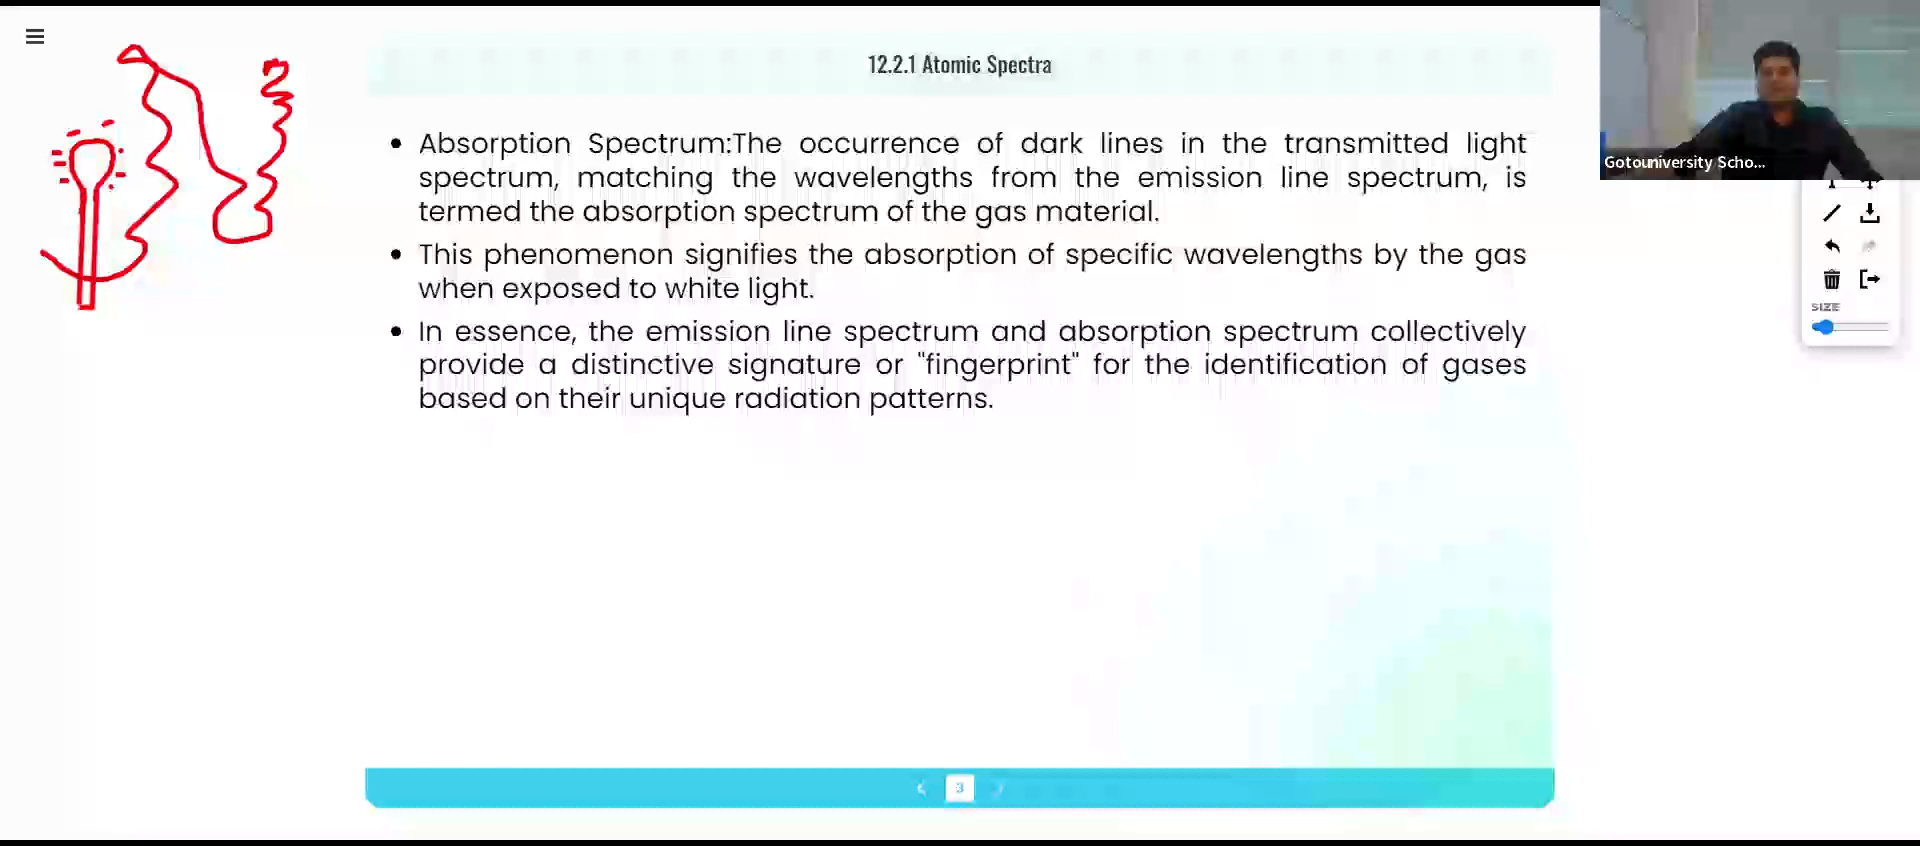 12.2.1 Atomic Spectra
Absorption Spectrum:The occurrence of dark lines in the transmitted light
spectrum, matching the wavelengths from the emission line spectrum, is
termed the absorption spectrum of the gas material.
This phenomenon signifies the absorption of specific wavelengths by the gas
when exposed to white light.
In essence, the emission line spectrum and absorption spectrum collectively
provide a distinctive signature or "fingerprint" for the identification of gases
based on their unique radiation patterns.
Gotouniversity Scho...
SIZE
3